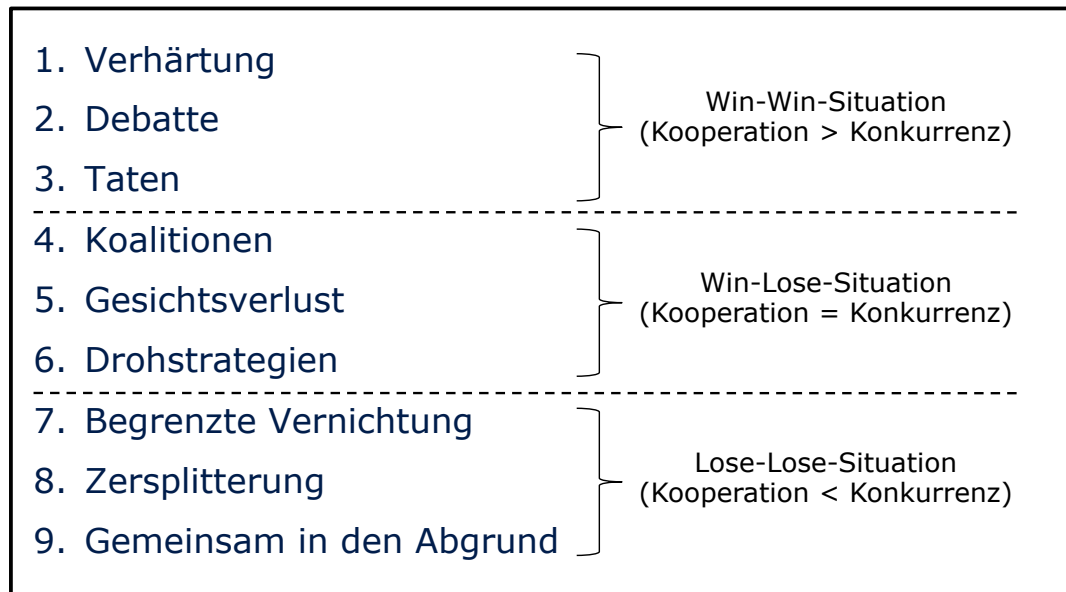 1. Verhärtung
2. Debatte
3. Taten
Win-Win-Situation
(Kooperation > Konkurrenz)
4. Koalitionen
5. Gesichtsverlust
6. Drohstrategien
Win-Lose-Situation
(Kooperation = Konkurrenz)
7. Begrenzte Vernichtung
8. Zersplitterung
9. Gemeinsam in den Abgrund
Lose-Lose-Situation
(Kooperation < Konkurrenz)